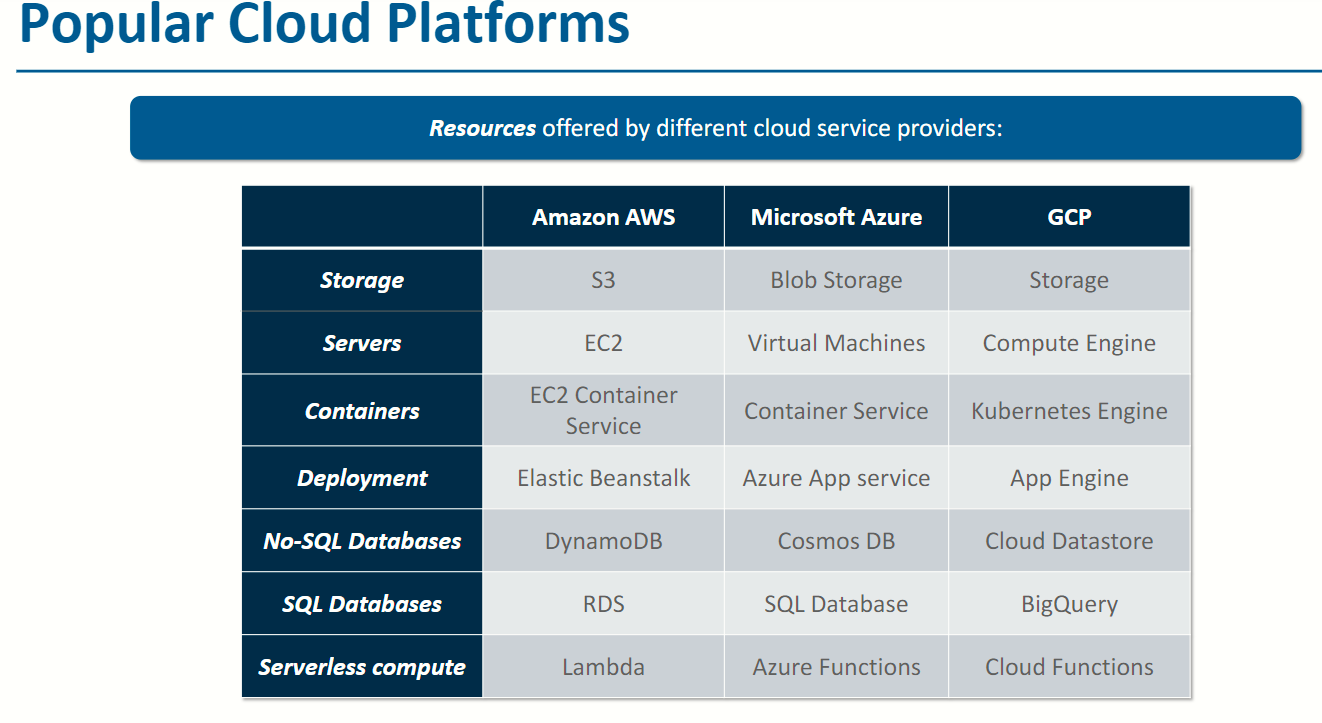 Popular Cloud Platforms
Resources offered by different cloud service providers:
Amazon AWS Microsoft Azure GCP
Storage S3 Blob Storage Storage
Servers EC2 Virtual Machines Compute Engine
Containers EC2 Container Service Container Service Kubernetes Engine
Deployment Elastic Beanstalk Azure App service App Engine
No-SQL Databases DynamoDB Cosmos DB Cloud Datastore
SQL Databases RDS SQL Database BigQuery
Serverless compute Lambda Azure Functions Cloud Functions